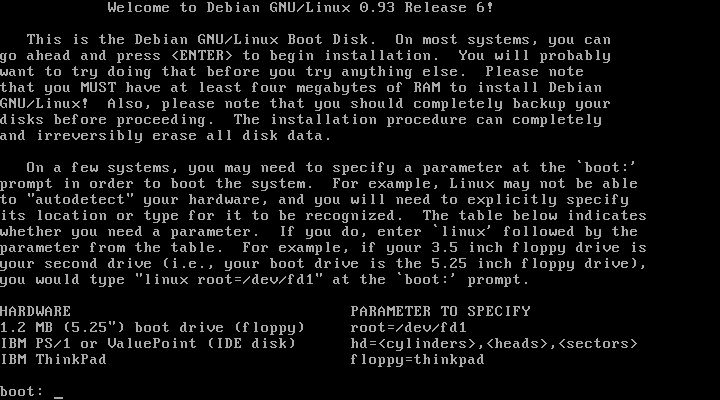 Welcome to Debian GNU/Linux 0.93 Release 6!
This is the Debian GNU/Linux Boot Disk.  On most systems, you can
go ahead and press <ENTER> to begin installation.  You will probably
want to try doing that before you try anything else.  Please note
that you MUST have at least four megabytes of RAM to install Debian
GNU/Linux!  Also, please note that you should completely backup your
disks before proceeding.  The installation procedure can completely
and irreversibly erase all disk data.
On a few systems, you may need to specify a parameter at the `boot:'
prompt in order to boot the system.  For example, Linux may not be able
to "autodetect" your hardware, and you will need to explicitly specify
its location or type for it to be recognized.  The table below indicates
whether you need a parameter.  If you do, enter `linux' followed by the
parameter from the table.  For example, if your 3.5 inch floppy drive is
your second drive (i.e., your boot drive is the 5.25 inch floppy drive),
you would type "linux root=/dev/fd1" at the `boot:' prompt.
HARDWARE PARAMETER TO SPECIFY
1.2 MB (5.25") boot drive (floppy) root=/dev/fd1
IBM PS/1 or ValuePoint (IDE disk) hd=<cylinders>,<heads>,<sectors>
IBM ThinkPad floppy=thinkpad
boot: _